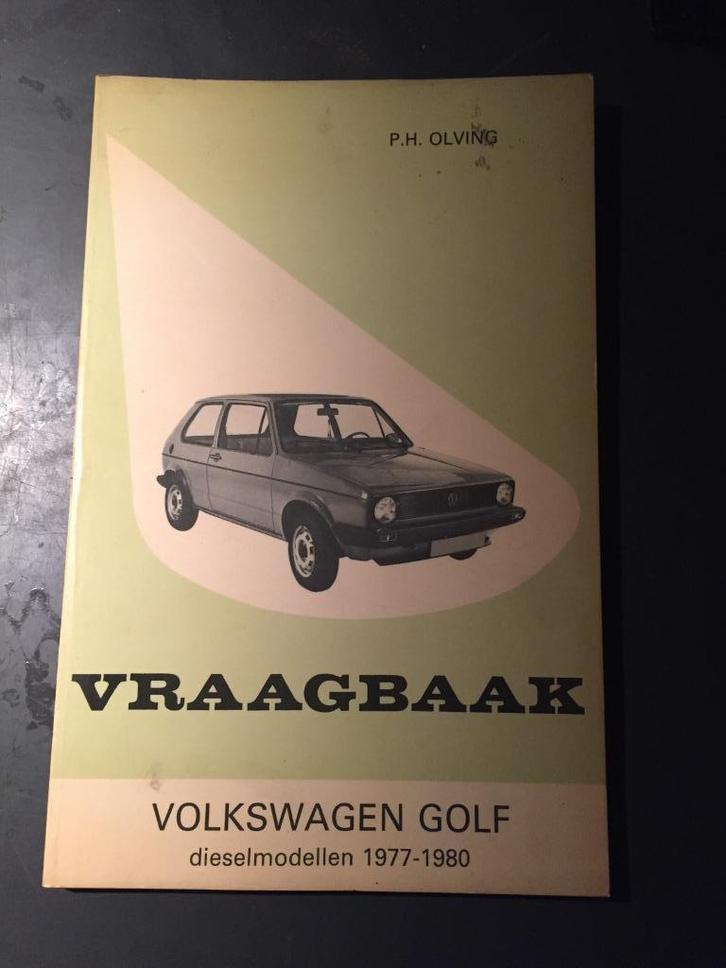 P.H. OLVING
VRAAGBAAK
VOLKSWAGEN GOLF
dieselmodellen 1977-1980